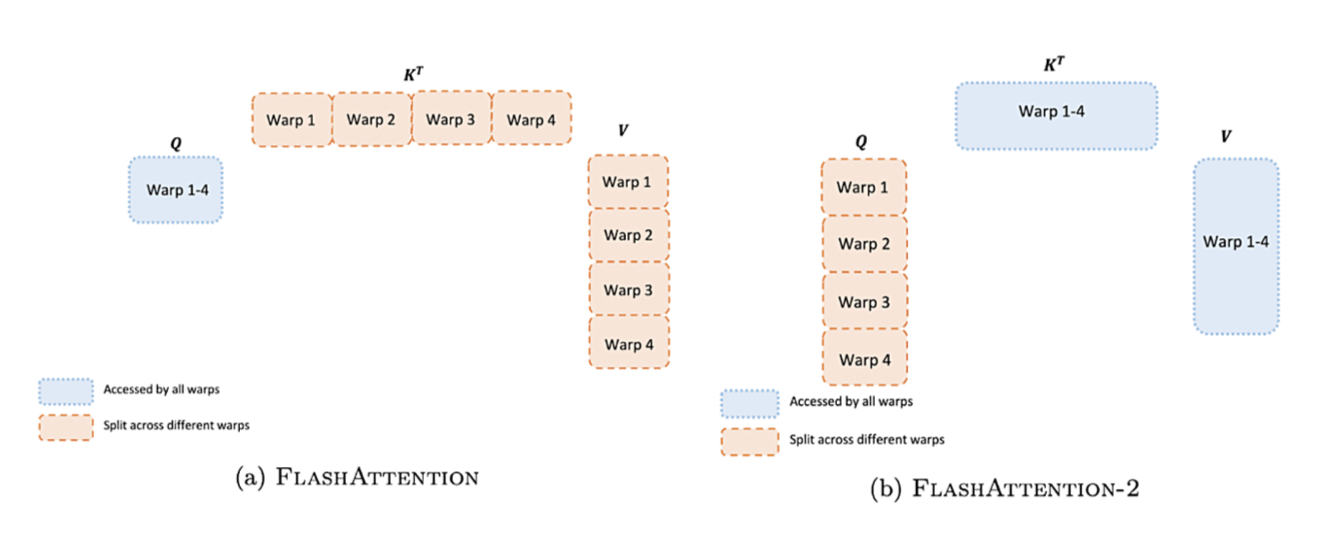 K^T
Warp 1 Warp 2 Warp 3 Warp 4
Q
Warp 1-4
V
Warp 1
Warp 2
Warp 3
Warp 4
Accessed by all warps
Split across different warps
(a) FLASHATTENTION
K^T
Warp 1-4
Q
Warp 1
Warp 2
Warp 3
Warp 4
V
Warp 1-4
Accessed by all warps
Split across different warps
(b) FLASHATTENTION-2